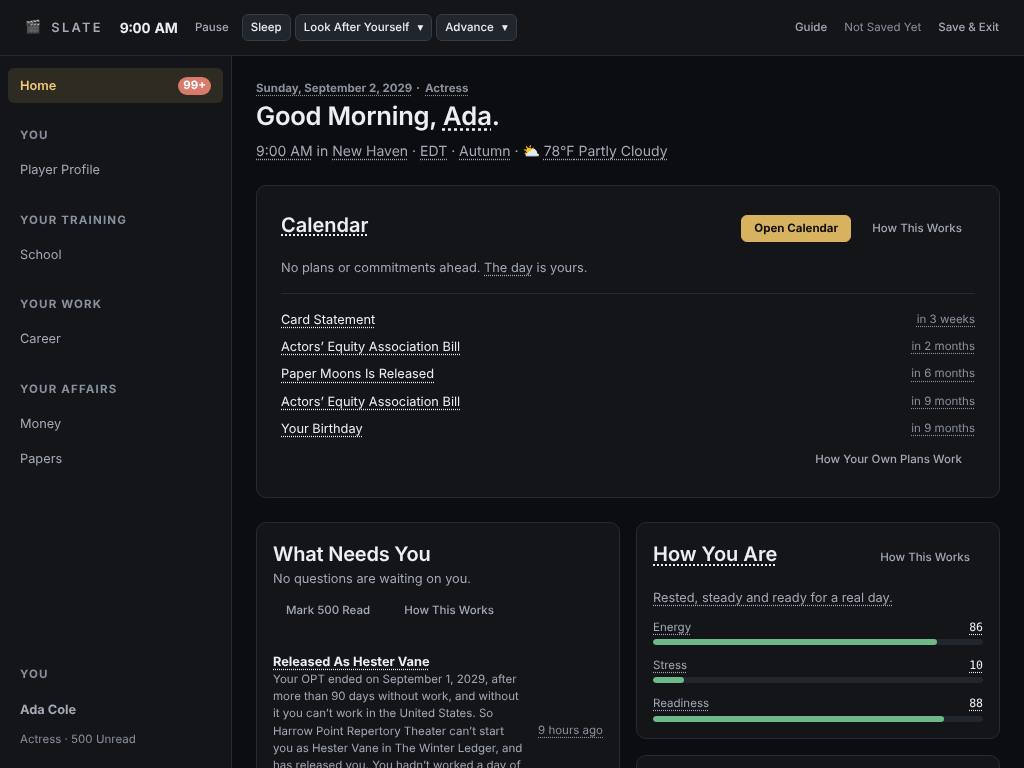 SLATE
9:00 AM
Pause
Sleep
Look After Yourself
Advance
Guide
Not Saved Yet
Save & Exit
Home
99+
YOU
Player Profile
YOUR TRAINING
School
YOUR WORK
Career
YOUR AFFAIRS
Money
Papers
YOU
Ada Cole
Actress · 500 Unread
Sunday, September 2, 2029 · Actress
Good Morning, Ada.
9:00 AM in New Haven · EDT · Autumn · ⛅ 78°F Partly Cloudy
Calendar
Open Calendar
How This Works
No plans or commitments ahead. The day is yours.
Card Statement in 3 weeks
Actors’ Equity Association Bill in 2 months
Paper Moons Is Released in 6 months
Actors’ Equity Association Bill in 9 months
Your Birthday in 9 months
How Your Own Plans Work
What Needs You
No questions are waiting on you.
Mark 500 Read
How This Works
Released As Hester Vane
Your OPT ended on September 1, 2029, after
more than 90 days without work, and without
it you can’t work in the United States. So
Harrow Point Repertory Theater can’t start
you as Hester Vane in The Winter Ledger, and
has released you. You hadn’t worked a day of
9 hours ago
How You Are
How This Works
Rested, steady and ready for a real day.
Energy 86
Stress 10
Readiness 88